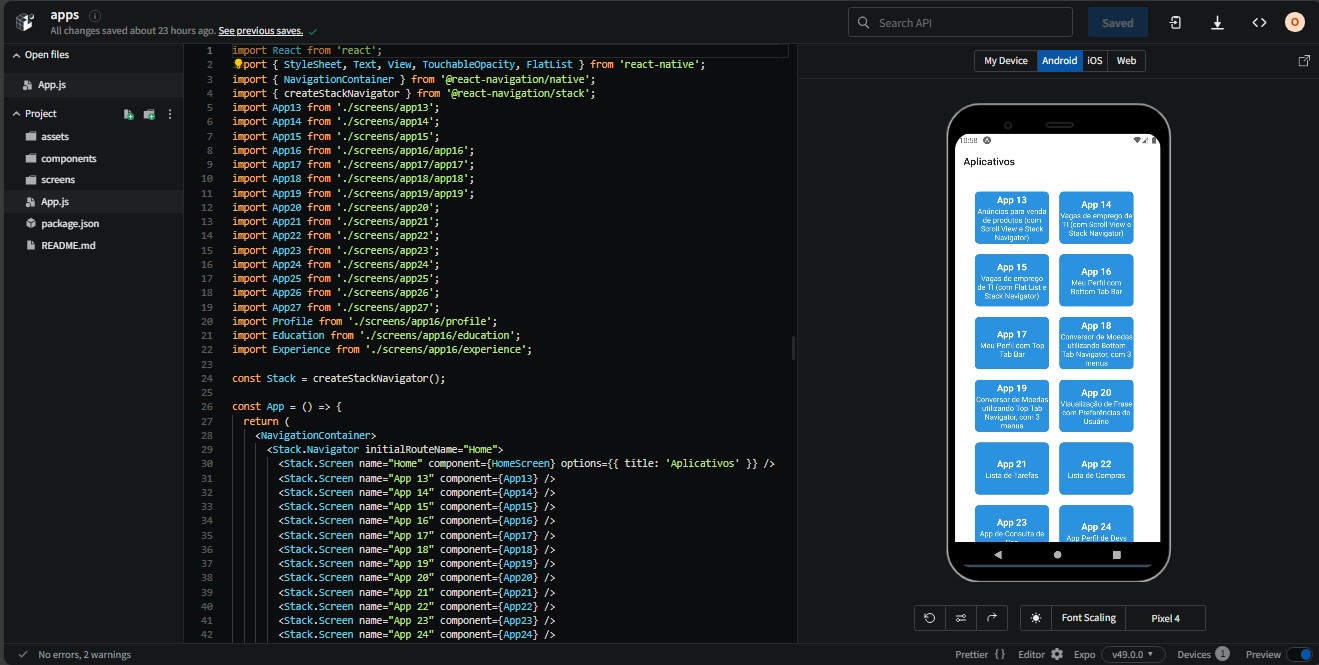 apps
All changes saved about 23 hours ago. See previous saves.
Search API
Saved
O
Open files
App.js
Project
assets
components
screens
App.js
package.json
README.md
1 import React from 'react';
2 import { StyleSheet, Text, View, TouchableOpacity, FlatList } from 'react-native';
3 import { NavigationContainer } from '@react-navigation/native';
4 import { createStackNavigator } from '@react-navigation/stack';
5 import App13 from './screens/app13';
6 import App14 from './screens/app14';
7 import App15 from './screens/app15';
8 import App16 from './screens/app16/app16';
9 import App17 from './screens/app17/app17';
10 import App18 from './screens/app18/app18';
11 import App19 from './screens/app19/app19';
12 import App20 from './screens/app20';
13 import App21 from './screens/app21';
14 import App22 from './screens/app22';
15 import App23 from './screens/app23';
16 import App24 from './screens/app24';
17 import App25 from './screens/app25';
18 import App26 from './screens/app26';
19 import App27 from './screens/app27';
20 import Profile from './screens/app16/profile';
21 import Education from './screens/app16/education';
22 import Experience from './screens/app16/experience';
23
24 const Stack = createStackNavigator();
25
26 const App = () => {
27 return (
28 <NavigationContainer>
29 <Stack.Navigator initialRouteName="Home">
30 <Stack.Screen name="Home" component={HomeScreen} options={{ title: 'Aplicativos' }} />
31 <Stack.Screen name="App 13" component={App13} />
32 <Stack.Screen name="App 14" component={App14} />
33 <Stack.Screen name="App 15" component={App15} />
34 <Stack.Screen name="App 16" component={App16} />
35 <Stack.Screen name="App 17" component={App17} />
36 <Stack.Screen name="App 18" component={App18} />
37 <Stack.Screen name="App 19" component={App19} />
38 <Stack.Screen name="App 20" component={App20} />
39 <Stack.Screen name="App 21" component={App21} />
40 <Stack.Screen name="App 22" component={App22} />
41 <Stack.Screen name="App 23" component={App23} />
42 <Stack.Screen name="App 24" component={App24} />
My Device Android iOS Web
10:58
Aplicativos
App 13
Anúncios para venda
de produtos (com
Scroll View e Stack
Navigator)
App 14
Vagas de emprego de
TI (com Scroll View e
Stack Navigator)
App 15
Vagas de emprego
de TI (com Flat List e
Stack Navigator)
App 16
Meu Perfil com
Bottom Tab Bar
App 17
Meu Perfil com Top
Tab Bar
App 18
Conversor de Moedas
utilizando Bottom
Tab Navigator, com 3
menus
App 19
Conversor de Moedas
utilizando Top Tab
Navigator, com 3
menus
App 20
Visualização de Frase
com Preferências do
Usuário
App 21
Lista de Tarefas
App 22
Lista de Compras
App 23
App de Consulta de
App 24
App Perfil de Devs
Font Scaling
Pixel 4
No errors, 2 warnings
Prettier { }
Editor
Expo v49.0.0
Devices 1
Preview